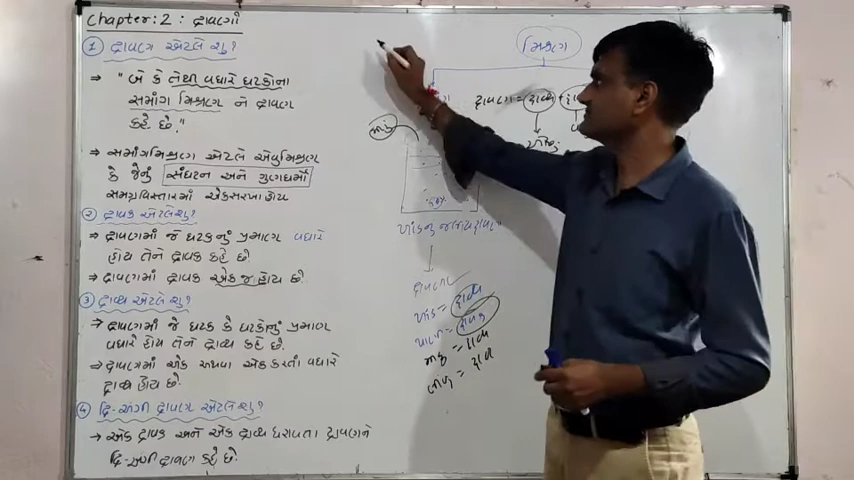 Chapter: 2 : દ્રાવણો
① દ્રાવણ એટલે શુ?
⇒ "બે કે તેથી વધારે ઘટકોના
સમાંગ મિશ્રણ ને દ્રાવણ
કહે છે."
⇒ સમાંગમિશ્રણ એટલે એવુ મિશ્રણ
કે જેનું સંઘટન અને ગુણધર્મો
સમગ્ર વિસ્તારમાં એકસરખા હોય
② દ્રાવક એટલે શુ?
⇒ દ્રાવણમાં જે ઘટકનું પ્રમાણ વધારે
હોય તેને દ્રાવક કહે છે.
⇒ દ્રાવણમાં દ્રાવક એક જ હોય છે.
③ દ્રાવ્ય એટલે શુ?
→ દ્રાવણમાં જે ઘટક કે ઘટકોનું પ્રમાણ
વધારે હોય તેને દ્રાવ્ય કહે છે.
→ દ્રાવણમાં એક અથવા એક કરતાં વધારે
દ્રાવ્ય હોય છે.
④ દ્વિ-અંગી દ્રાવણ એટલે શુ?
→ એક દ્રાવક અને એક દ્રાવ્ય ધરાવતા દ્રાવણને
દ્વિ-અંગી દ્રાવણ કહે છે.
મિશ્રણ
દ્રાવણ = દ્રાવ્ય +
મીઠુ
ખાંડનુ જલીય દ્રાવણ"
દ્રાવણ
ખાંડ = દ્રાવ્ય
પાણી = દ્રાવક
મીઠુ = દ્રાવ્ય
લીંબુ = દ્રાવ્ય